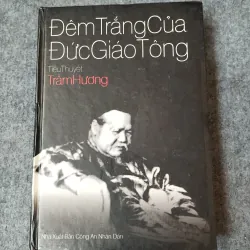 Đêm Trắng Của
Đức Giáo Tông
Tiểu Thuyết
Trầm Hương
Nhà Xuất Bản Công An Nhân Dân